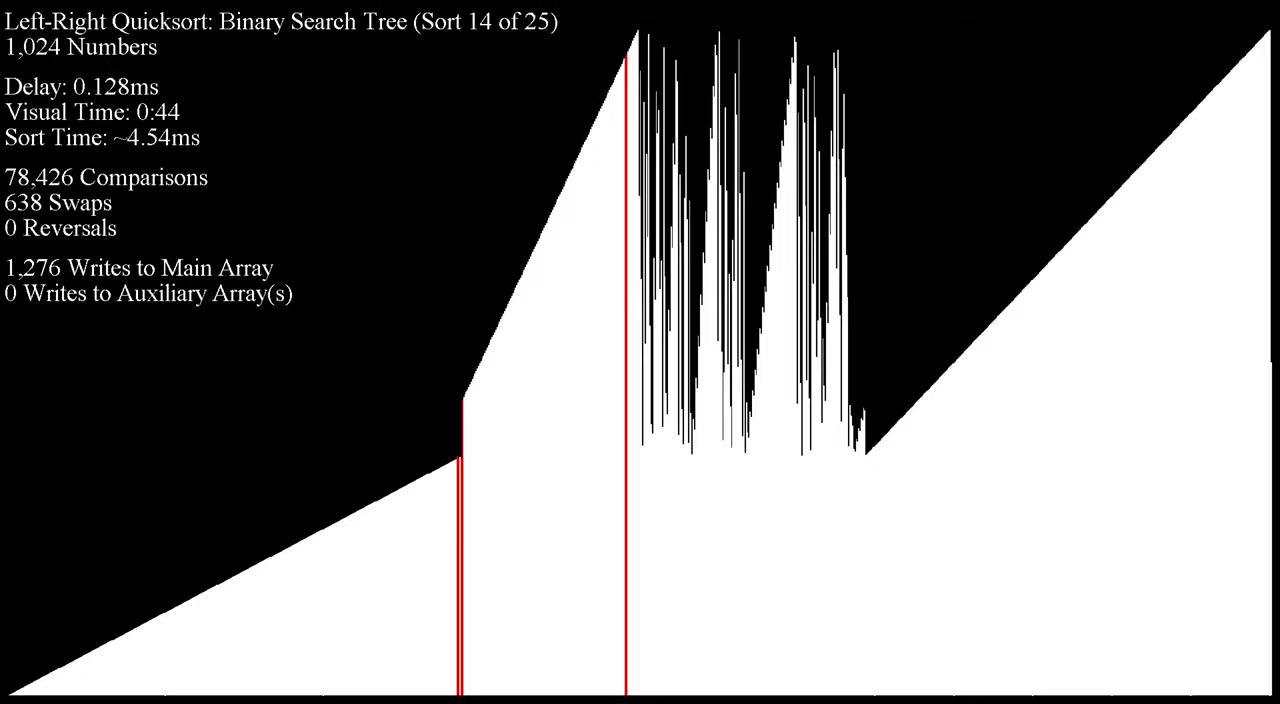 Left-Right Quicksort: Binary Search Tree (Sort 14 of 25)
1,024 Numbers
Delay: 0.128ms
Visual Time: 0:44
Sort Time: ~4.54ms
78,426 Comparisons
638 Swaps
0 Reversals
1,276 Writes to Main Array
0 Writes to Auxiliary Array(s)